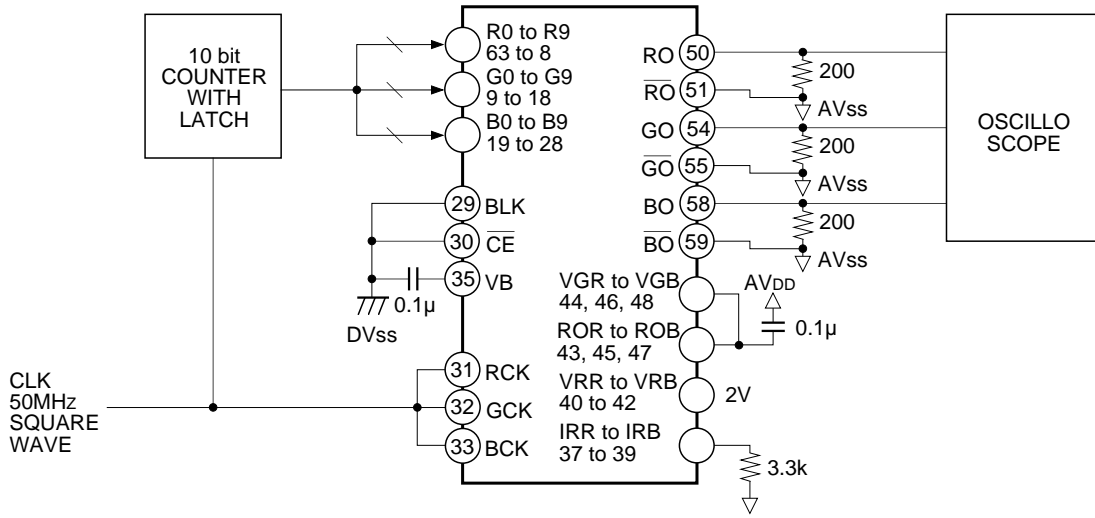 10 bit
COUNTER
WITH
LATCH
R0 to R9
63 to 8
G0 to G9
9 to 18
B0 to B9
19 to 28
29 BLK
30 CE
35 VB
0.1µ
DVss
31 RCK
32 GCK
33 BCK
CLK
50MHz
SQUARE
WAVE
RO 50
200
RO 51
AVss
GO 54
200
GO 55
AVss
BO 58
200
BO 59
AVss
OSCILLO
SCOPE
VGR to VGB
44, 46, 48
AVDD
0.1µ
ROR to ROB
43, 45, 47
VRR to VRB
40 to 42
2V
IRR to IRB
37 to 39
3.3k